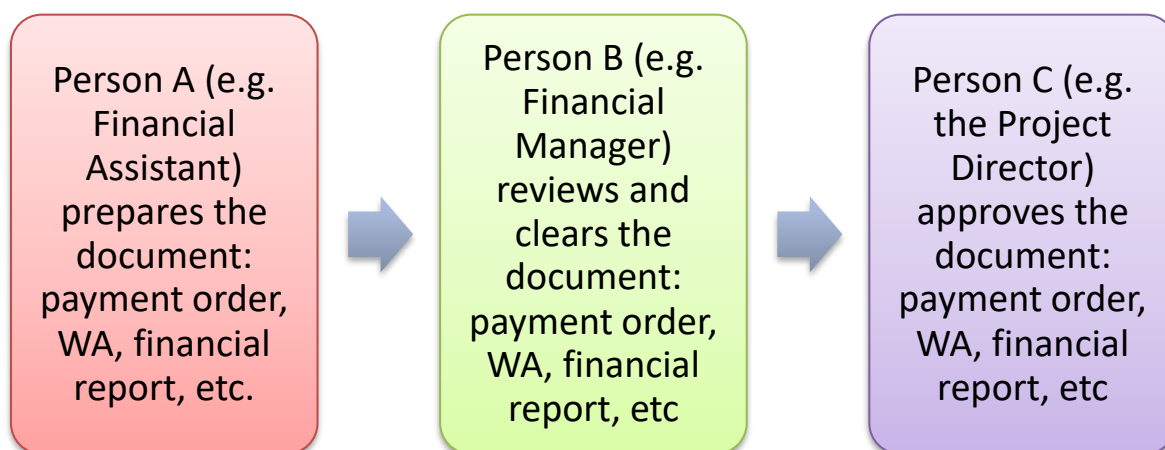 Person A (e.g.
Financial
Assistant)
prepares the
document:
payment order,
WA, financial
report, etc.
Person B (e.g.
Financial
Manager)
reviews and
clears the
document:
payment order,
WA, financial
report, etc
Person C (e.g.
the Project
Director)
approves the
document:
payment order,
WA, financial
report, etc